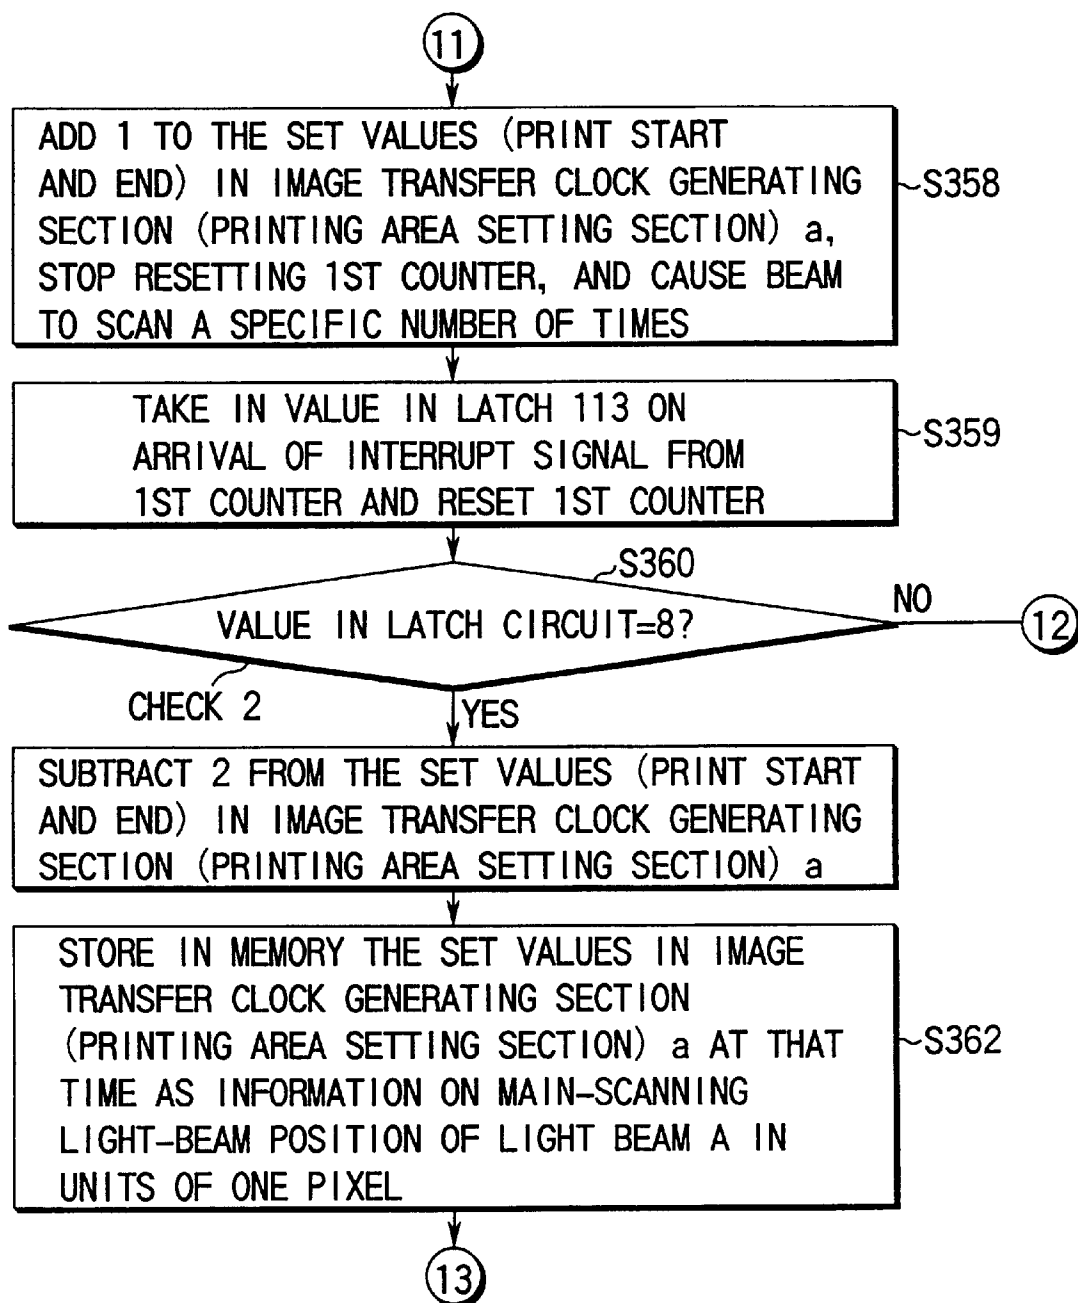 11
ADD 1 TO THE SET VALUES (PRINT START
AND END) IN IMAGE TRANSFER CLOCK GENERATING
SECTION (PRINTING AREA SETTING SECTION) a,
STOP RESETTING 1ST COUNTER, AND CAUSE BEAM
TO SCAN A SPECIFIC NUMBER OF TIMES
S358
TAKE IN VALUE IN LATCH 113 ON
ARRIVAL OF INTERRUPT SIGNAL FROM
1ST COUNTER AND RESET 1ST COUNTER
S359
S360
VALUE IN LATCH CIRCUIT=8?
NO
12
CHECK 2
YES
SUBTRACT 2 FROM THE SET VALUES (PRINT START
AND END) IN IMAGE TRANSFER CLOCK GENERATING
SECTION (PRINTING AREA SETTING SECTION) a
STORE IN MEMORY THE SET VALUES IN IMAGE
TRANSFER CLOCK GENERATING SECTION
(PRINTING AREA SETTING SECTION) a AT THAT
TIME AS INFORMATION ON MAIN-SCANNING
LIGHT-BEAM POSITION OF LIGHT BEAM A IN
UNITS OF ONE PIXEL
S362
13